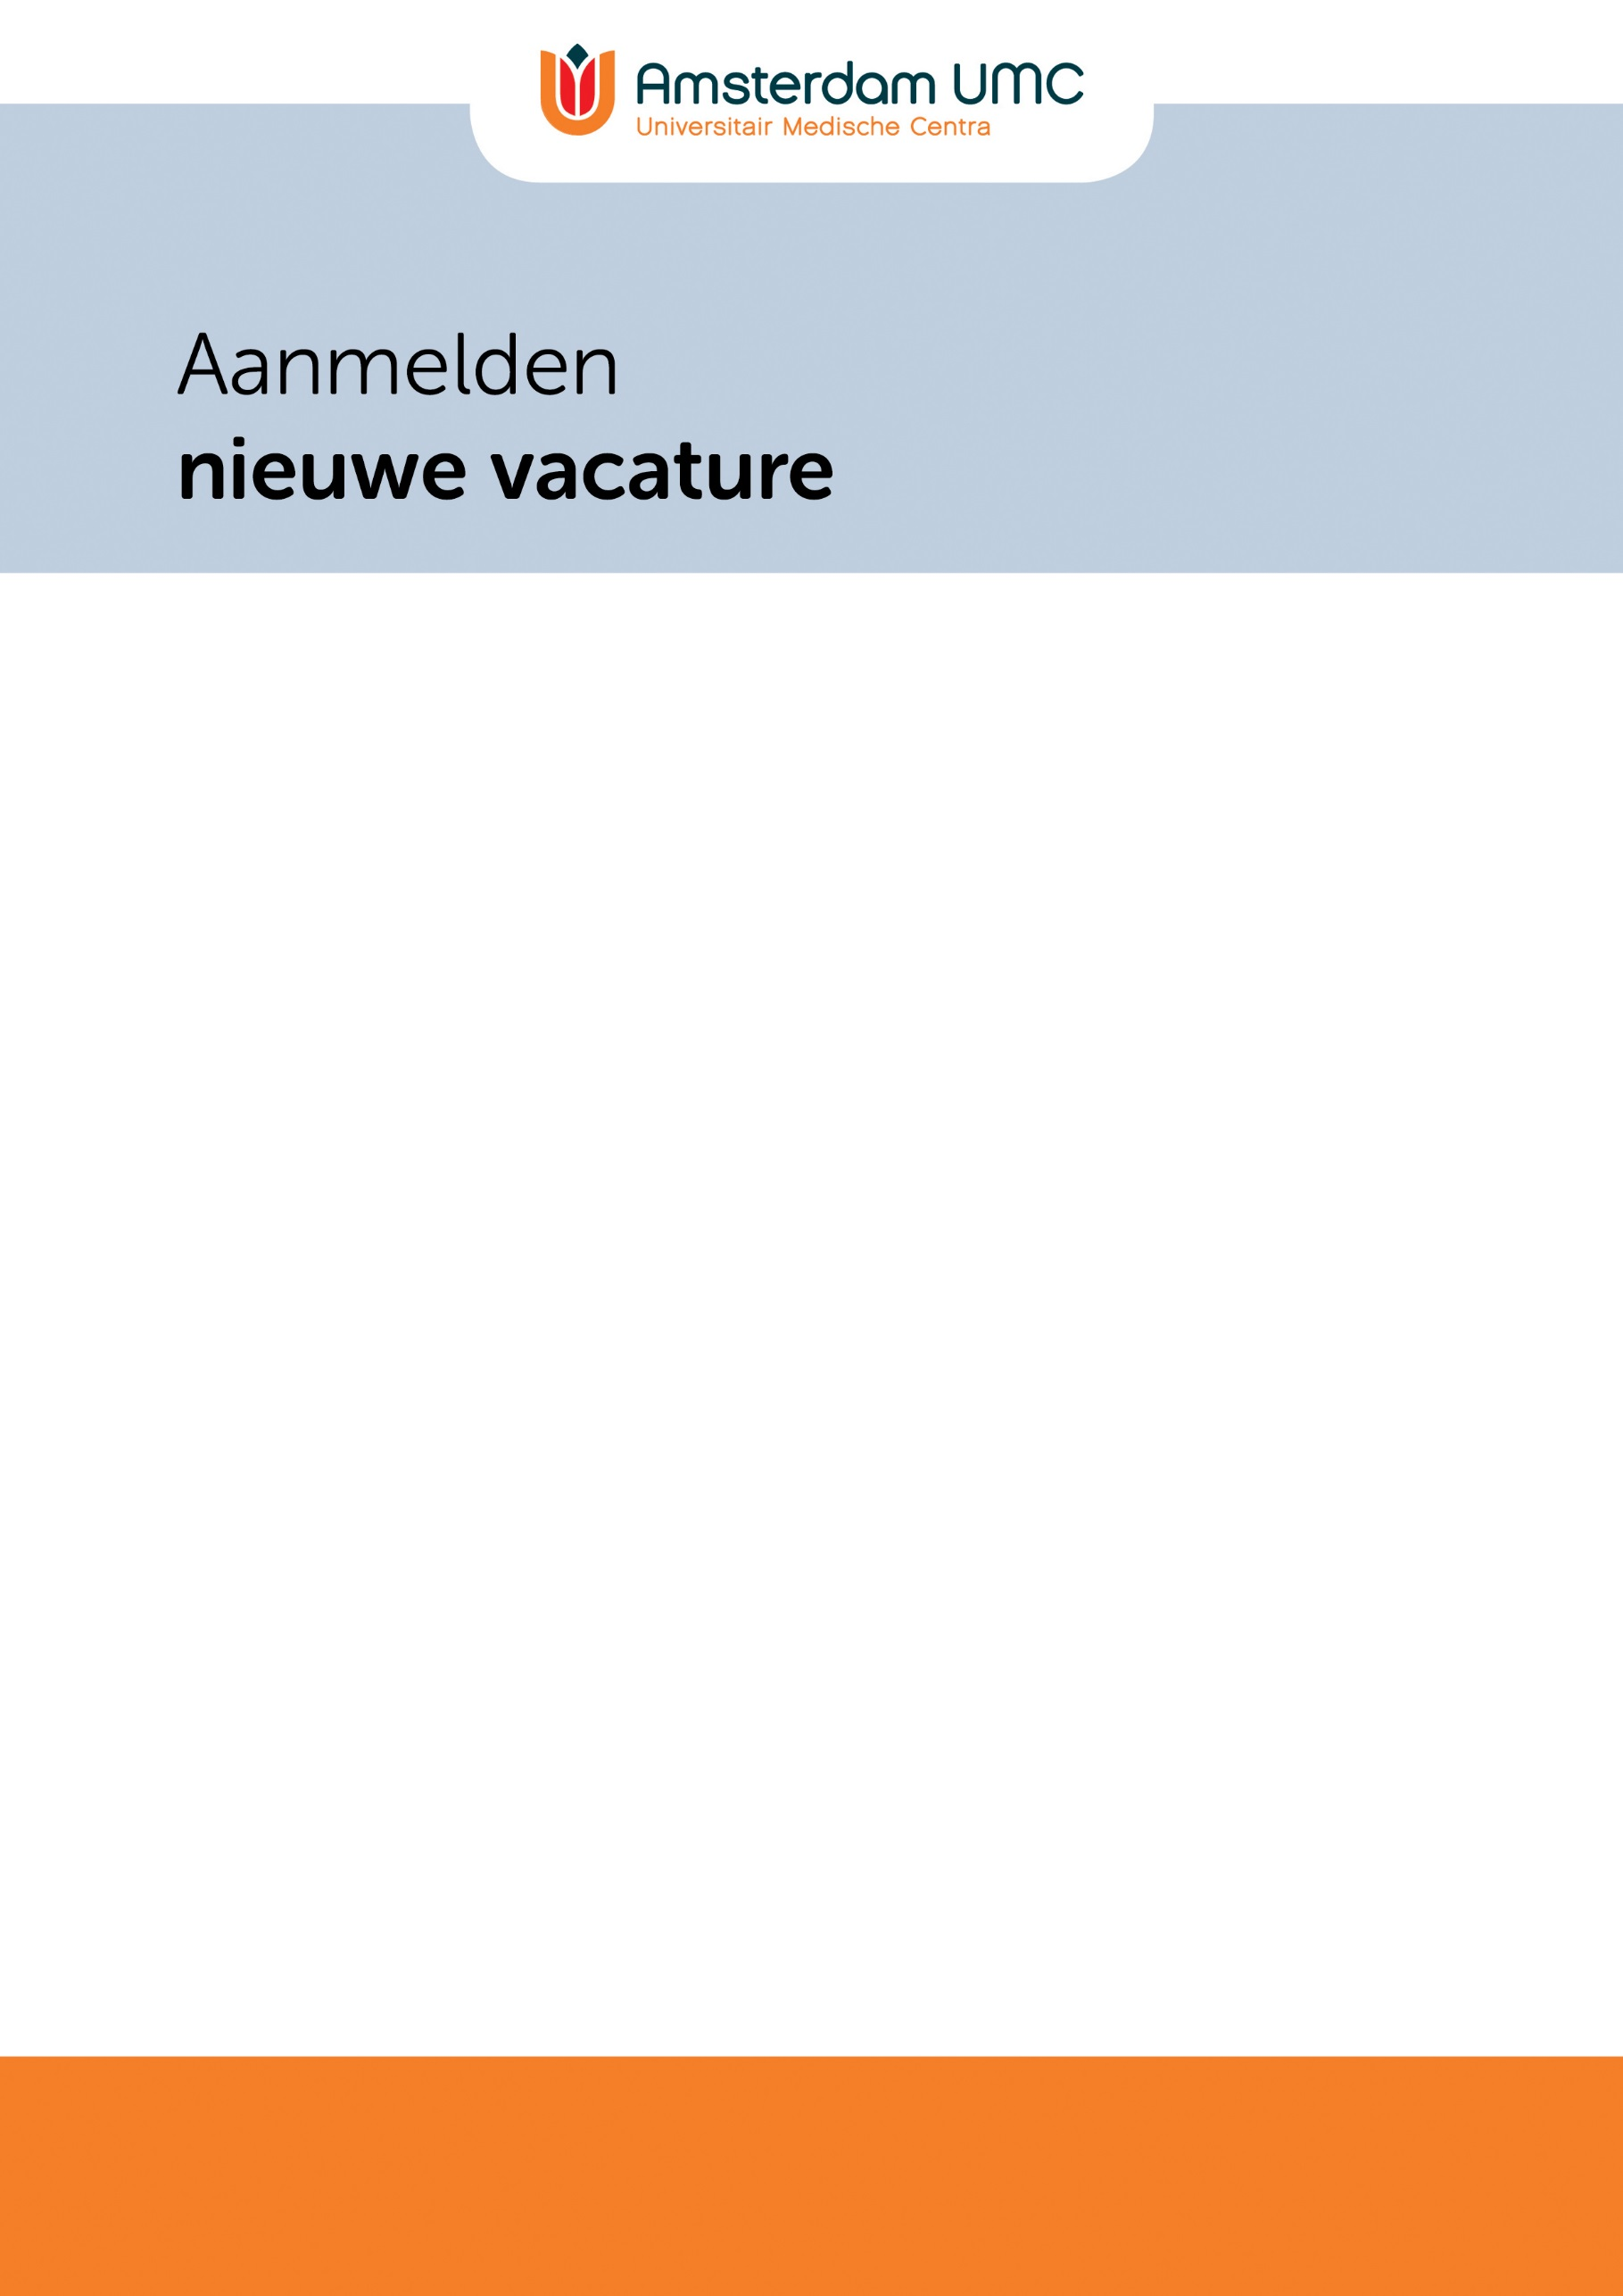 Amsterdam UMC
Universitair Medische Centra
Aanmelden
nieuwe vacature